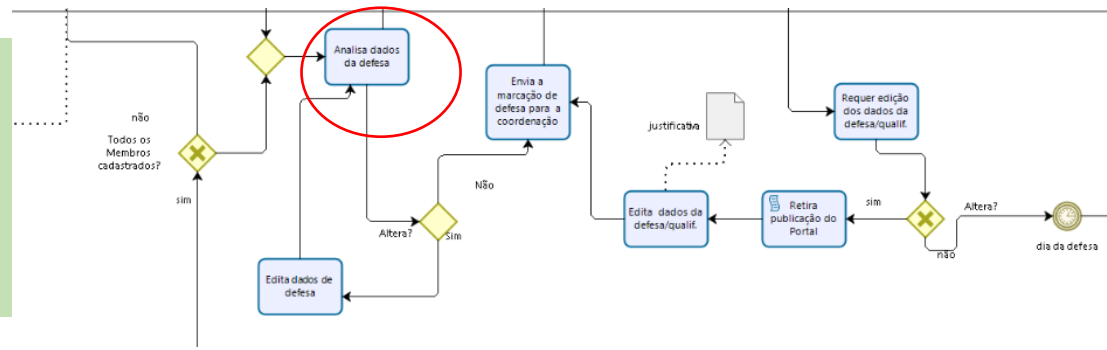 não
Todos os
Membros
cadastrados?
sim
Analisa dados
da defesa
Altera?
Sim
Não
Edita dados de
defesa
Envia a
marcação de
defesa para a
coordenação
justificativa
Edita dados da
defesa/qualif.
Retira
publicação do
Portal
sim
Requer edição
dos dados da
defesa/qualif.
Altera?
não
dia da defesa